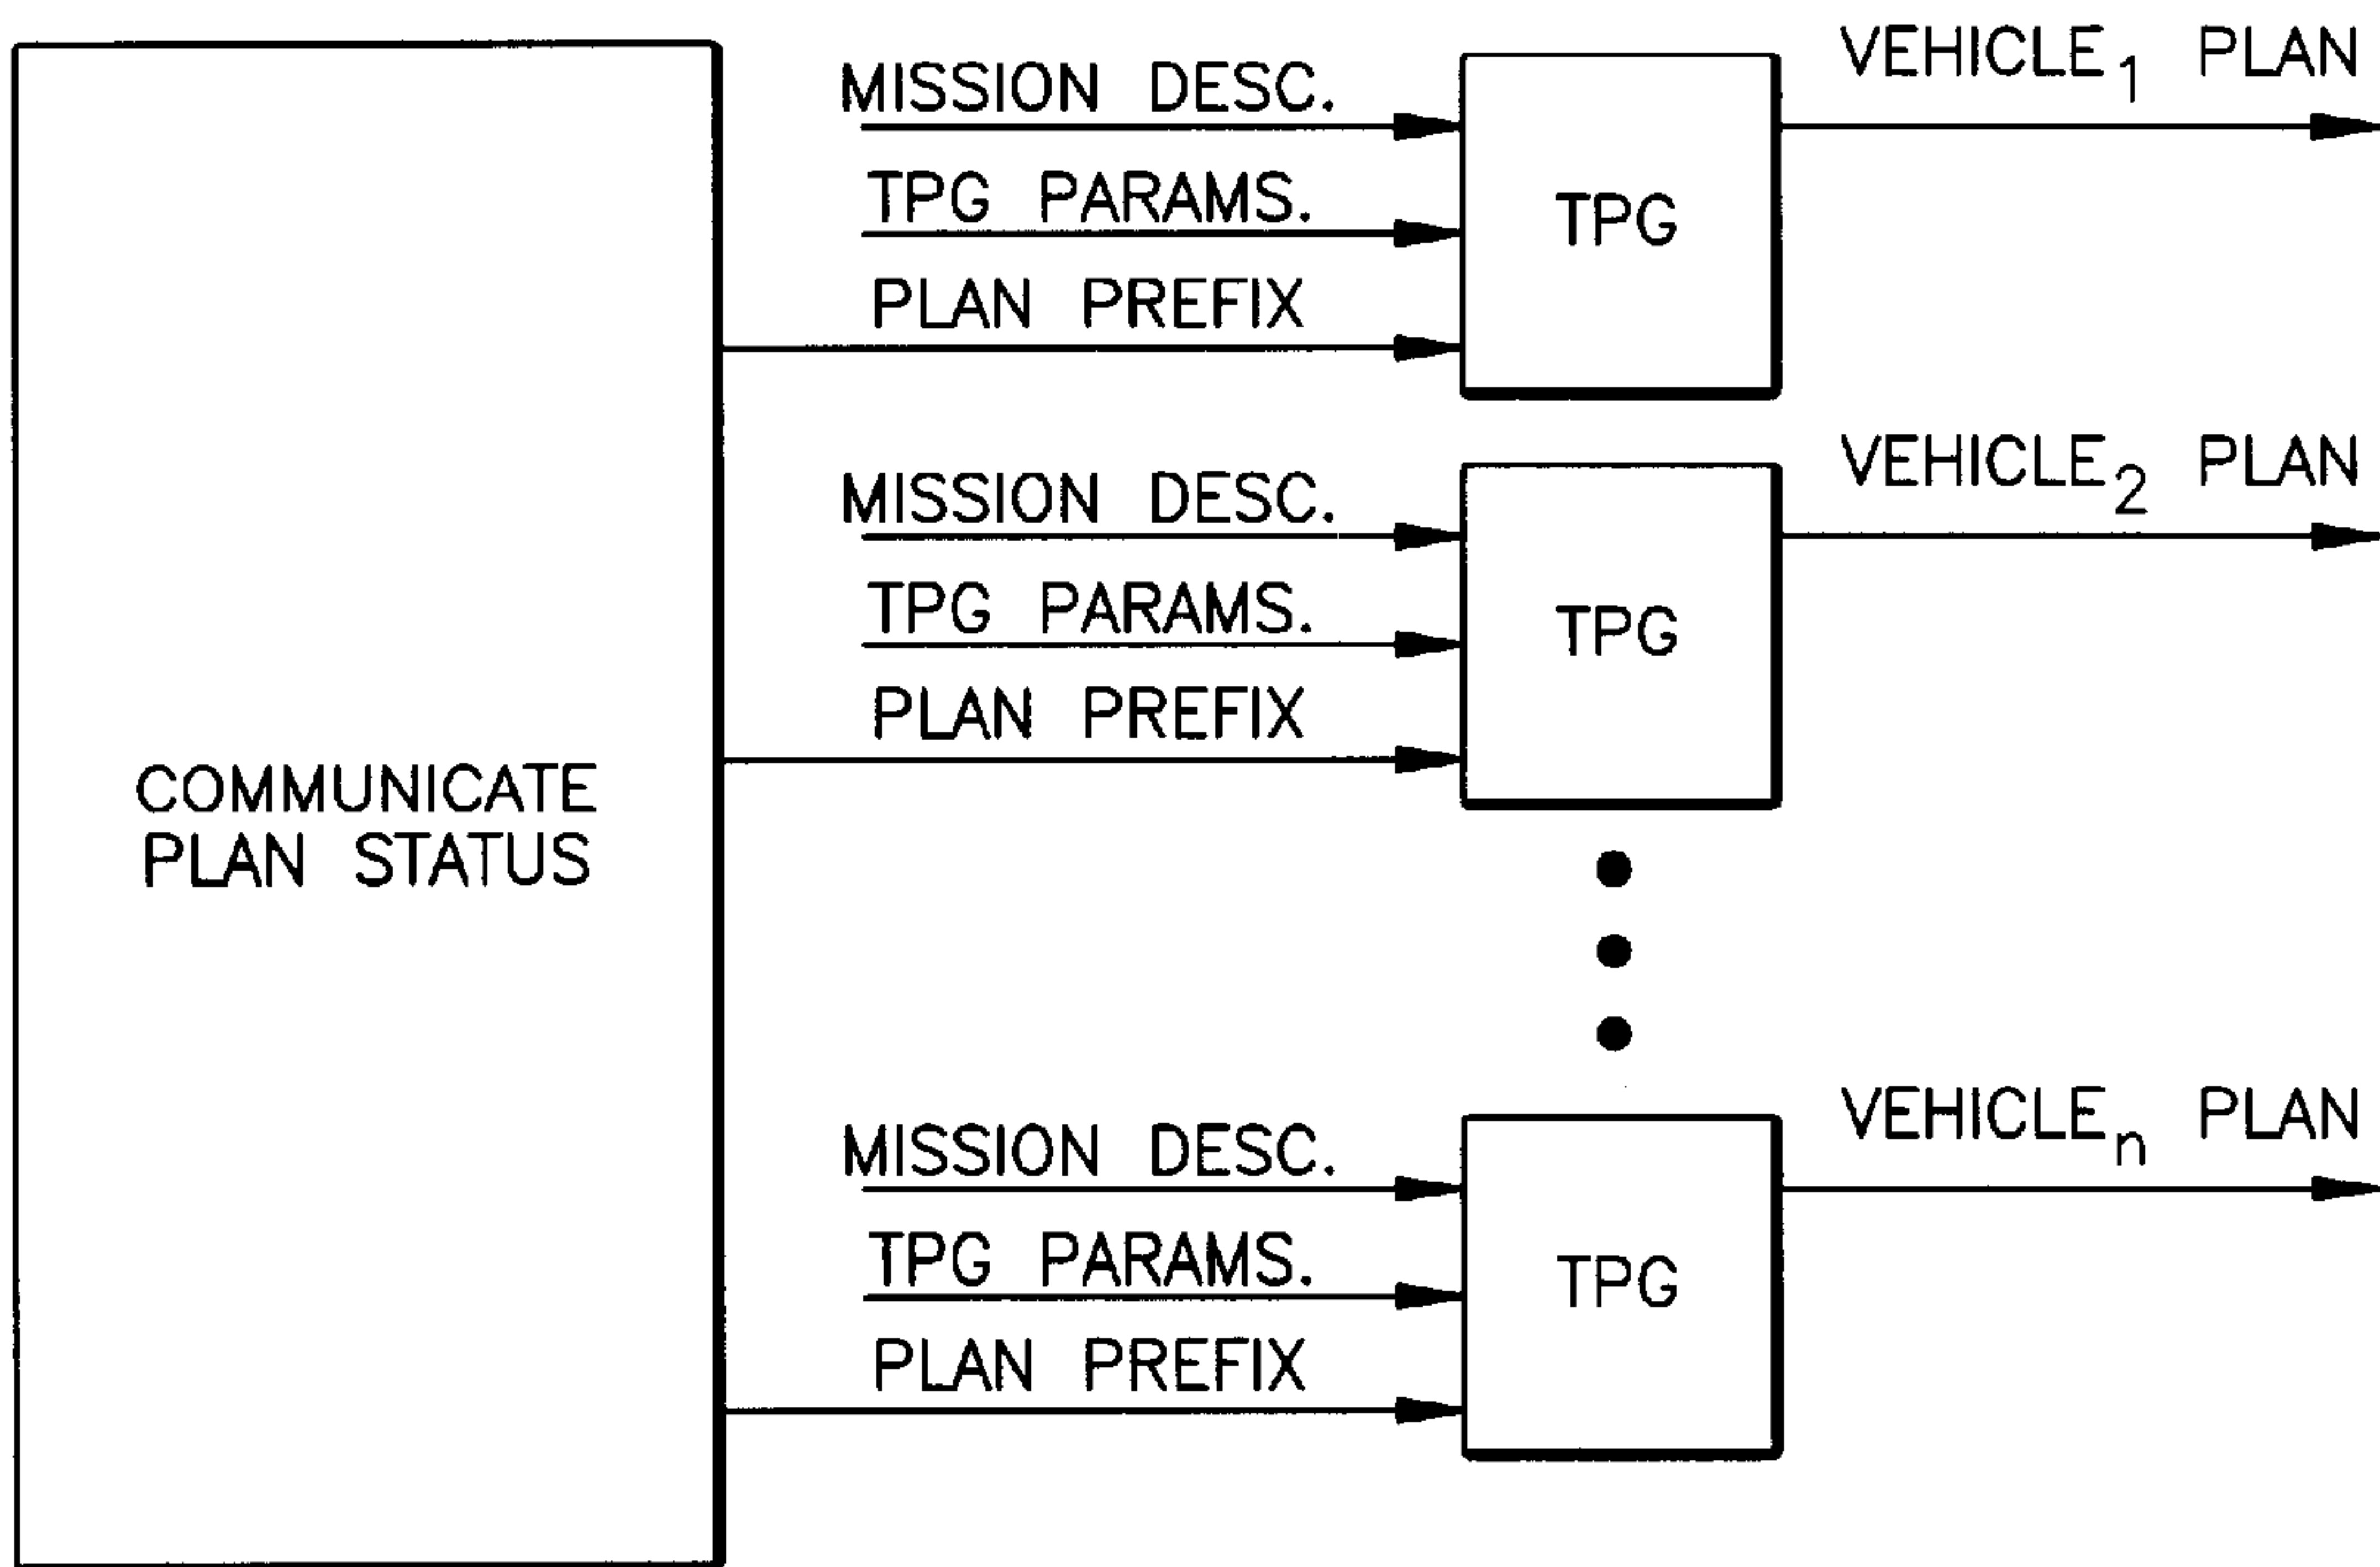 MISSION DESC.
TPG PARAMS.
PLAN PREFIX
TPG
VEHICLE₁ PLAN
MISSION DESC.
TPG PARAMS.
PLAN PREFIX
TPG
VEHICLE₂ PLAN
COMMUNICATE
PLAN STATUS
MISSION DESC.
TPG PARAMS.
PLAN PREFIX
TPG
VEHICLEₙ PLAN